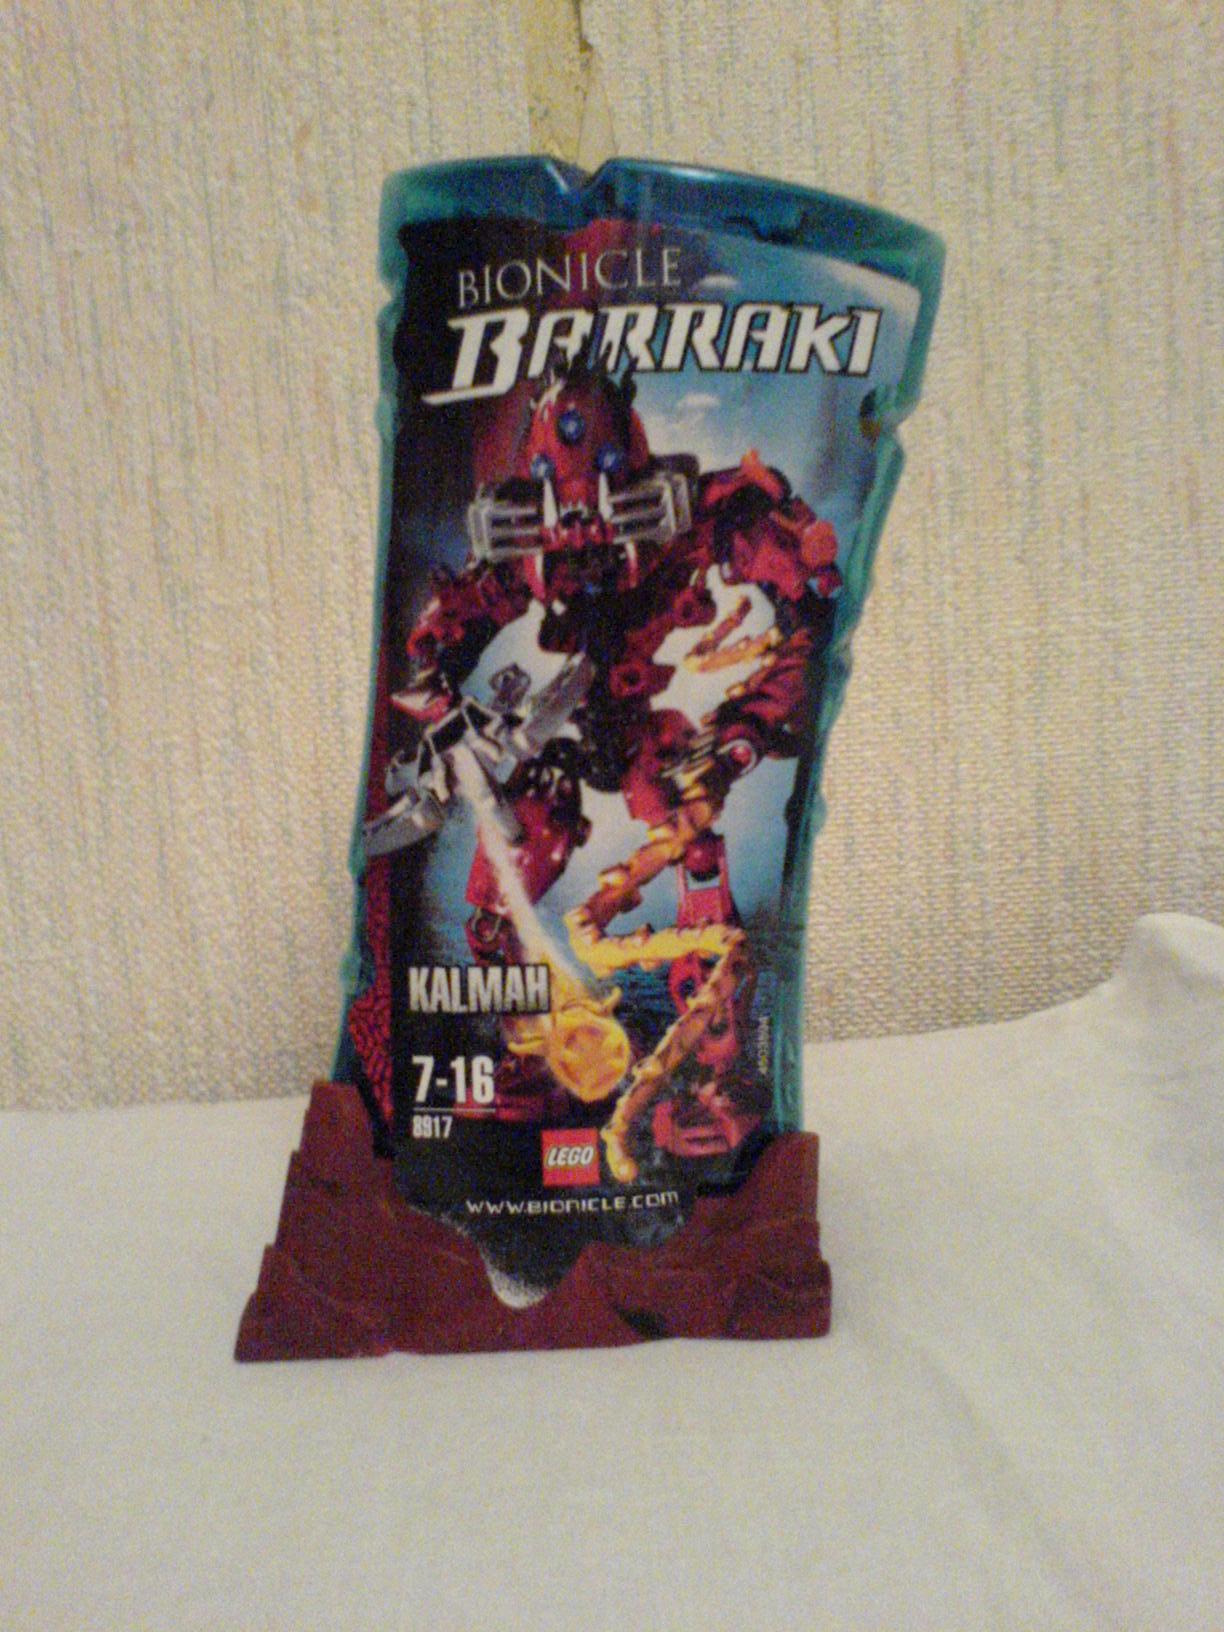 BIONICLE
BARRAKI
KALMAH
7-16
8917
LEGO
WWW.BIONICLE.COM